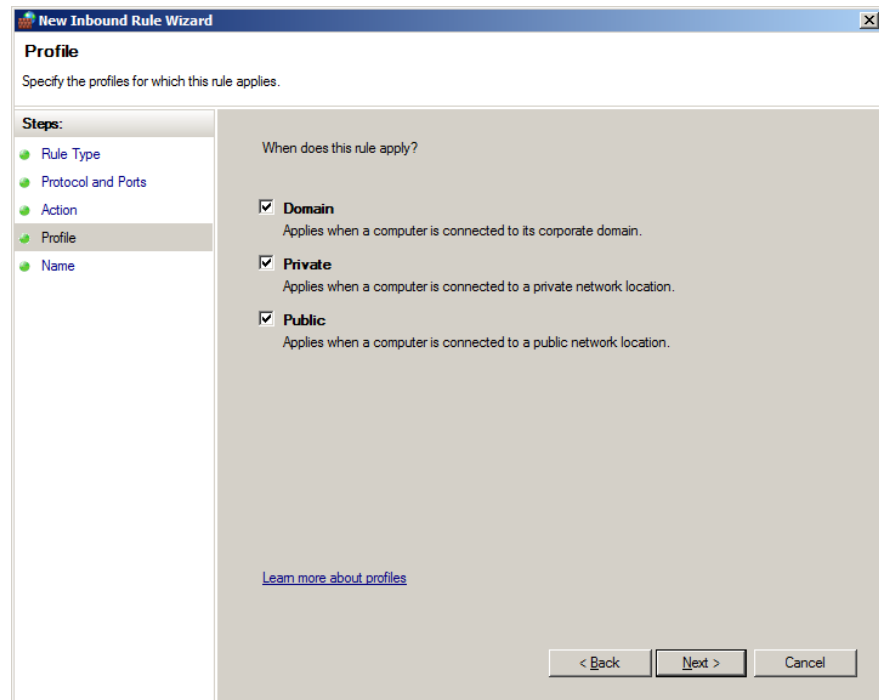 New Inbound Rule Wizard
Profile
Specify the profiles for which this rule applies.
Steps:
Rule Type
Protocol and Ports
Action
Profile
Name
When does this rule apply?
Domain
Applies when a computer is connected to its corporate domain.
Private
Applies when a computer is connected to a private network location.
Public
Applies when a computer is connected to a public network location.
Learn more about profiles
< Back
Next >
Cancel